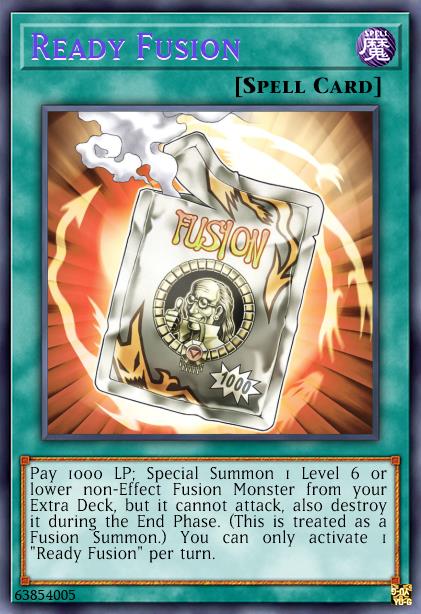 Ready Fusion
SPELL
魔
[Spell Card]
FUSION
1000
Pay 1000 LP; Special Summon 1 Level 6 or
lower non-Effect Fusion Monster from your
Extra Deck, but it cannot attack, also destroy
it during the End Phase. (This is treated as a
Fusion Summon.) You can only activate 1
"Ready Fusion" per turn.
63854005